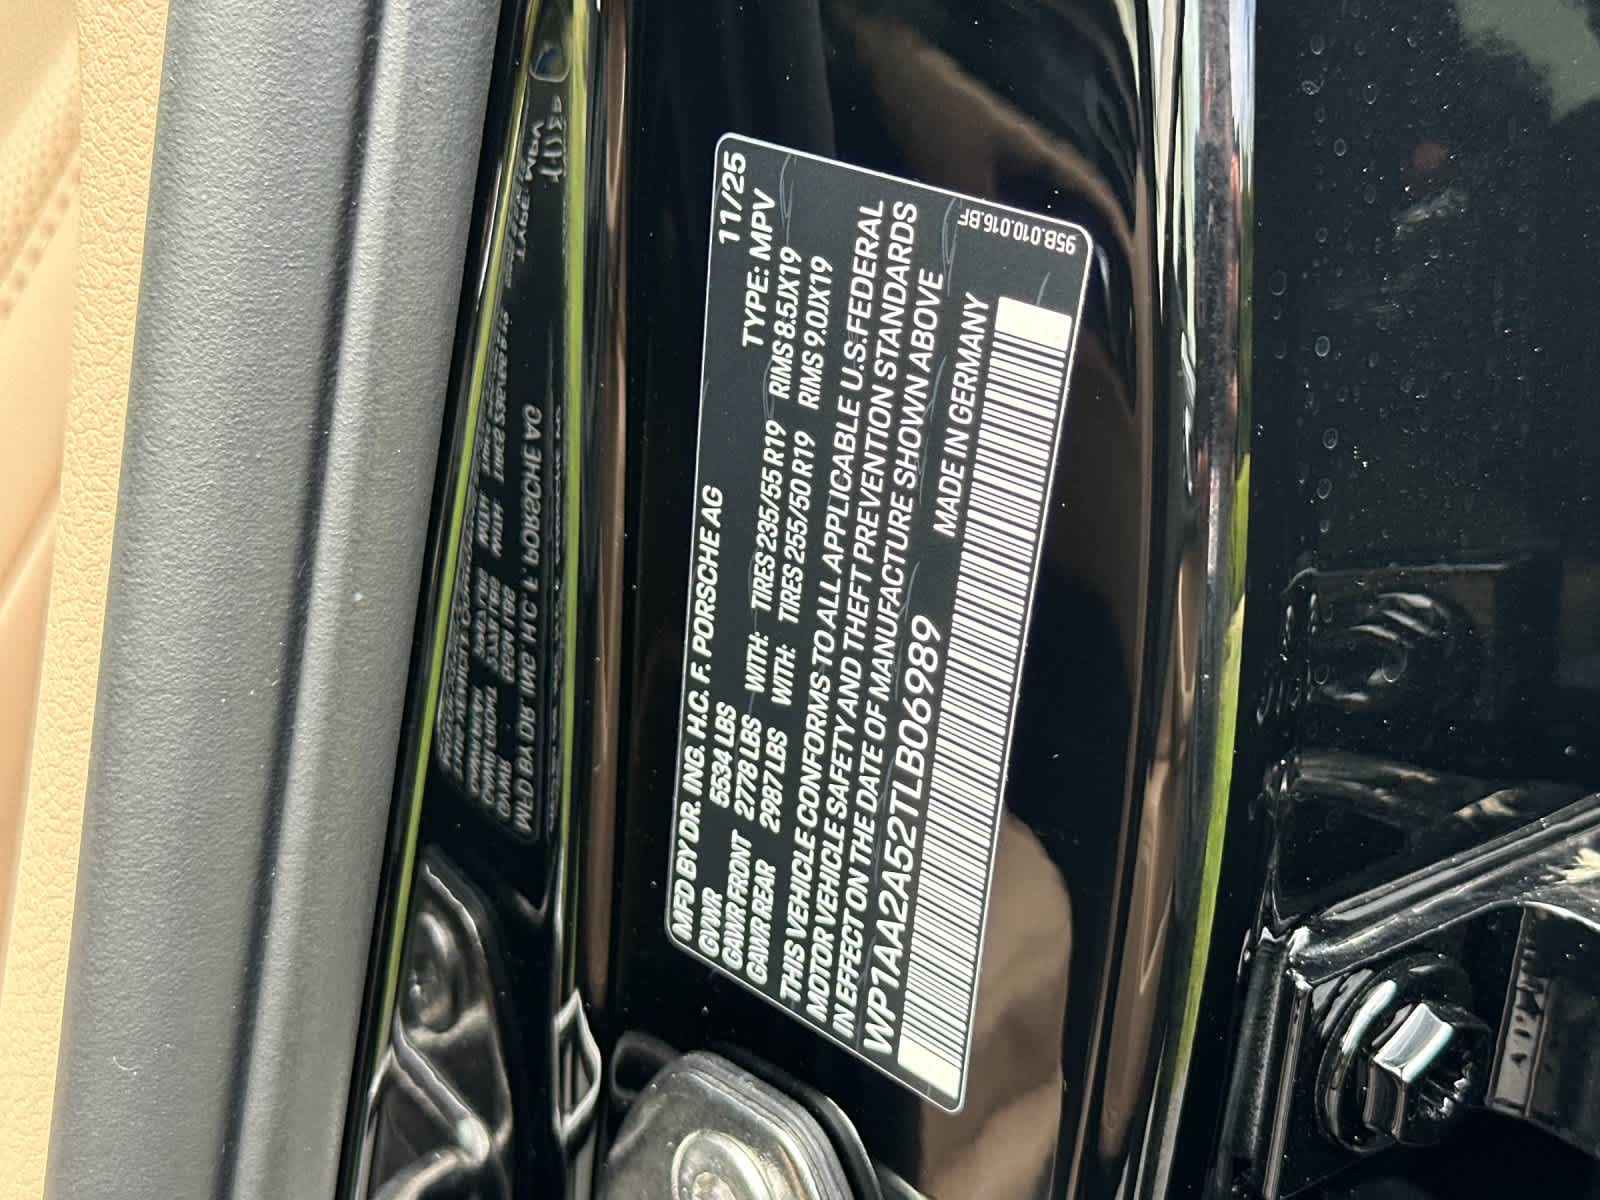 MFD BY DR. ING. H.C. F. PORSCHE AG 11/25
GVWR 5534 LBS TYPE: MPV
GAWR FRONT 2778 LBS WITH: TIRES 235/55 R19 RIMS 8.5JX19
GAWR REAR 2987 LBS WITH: TIRES 255/50 R19 RIMS 9.0JX19
THIS VEHICLE CONFORMS TO ALL APPLICABLE U.S.FEDERAL
MOTOR VEHICLE SAFETY AND THEFT PREVENTION STANDARDS
IN EFFECT ON THE DATE OF MANUFACTURE SHOWN ABOVE
WP1AA2A52TLB06989 MADE IN GERMANY
95B.010.016.BF